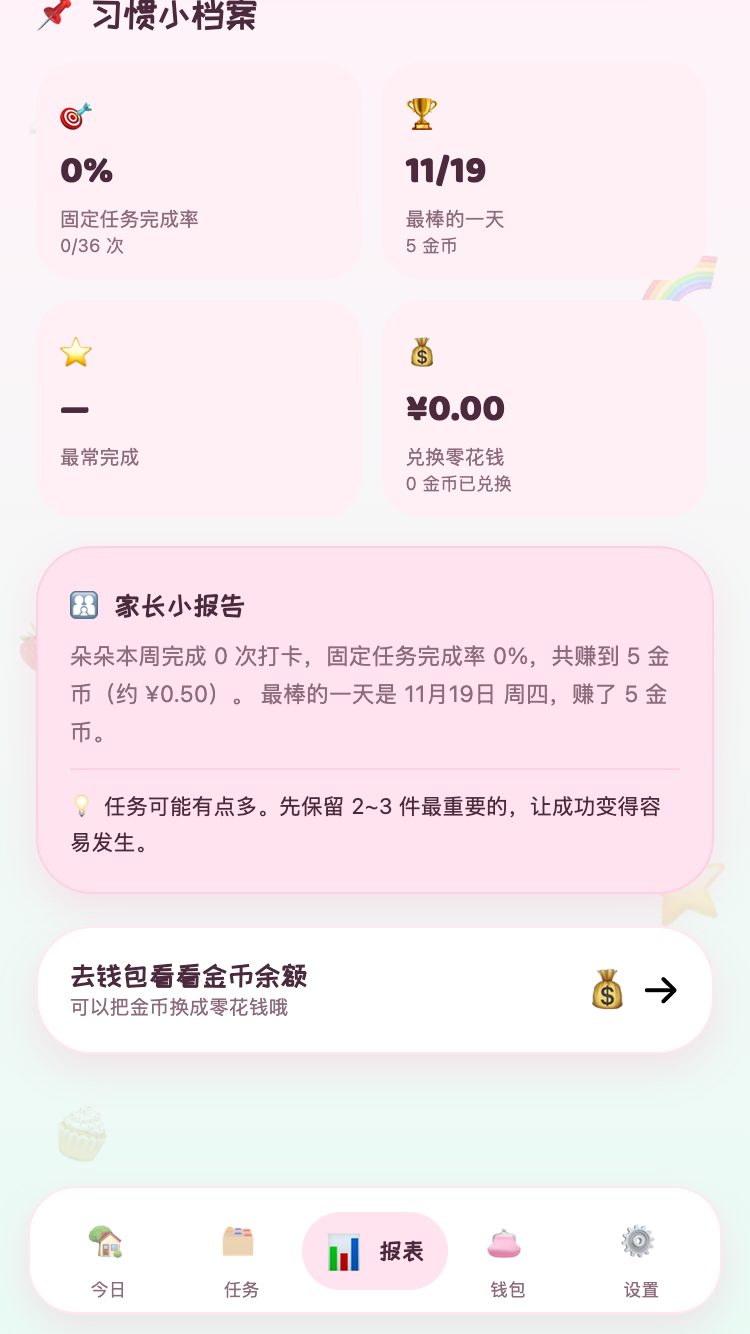 习惯小档案
0%
固定任务完成率
0/36 次
11/19
最棒的一天
5 金币
—
最常完成
¥0.00
兑换零花钱
0 金币已兑换
家长小报告
朵朵本周完成 0 次打卡，固定任务完成率 0%，共赚到 5 金
币（约 ¥0.50）。 最棒的一天是 11月19日 周四，赚了 5 金
币。
任务可能有点多。先保留 2~3 件最重要的，让成功变得容
易发生。
去钱包看看金币余额
可以把金币换成零花钱哦
今日
任务
报表
钱包
设置